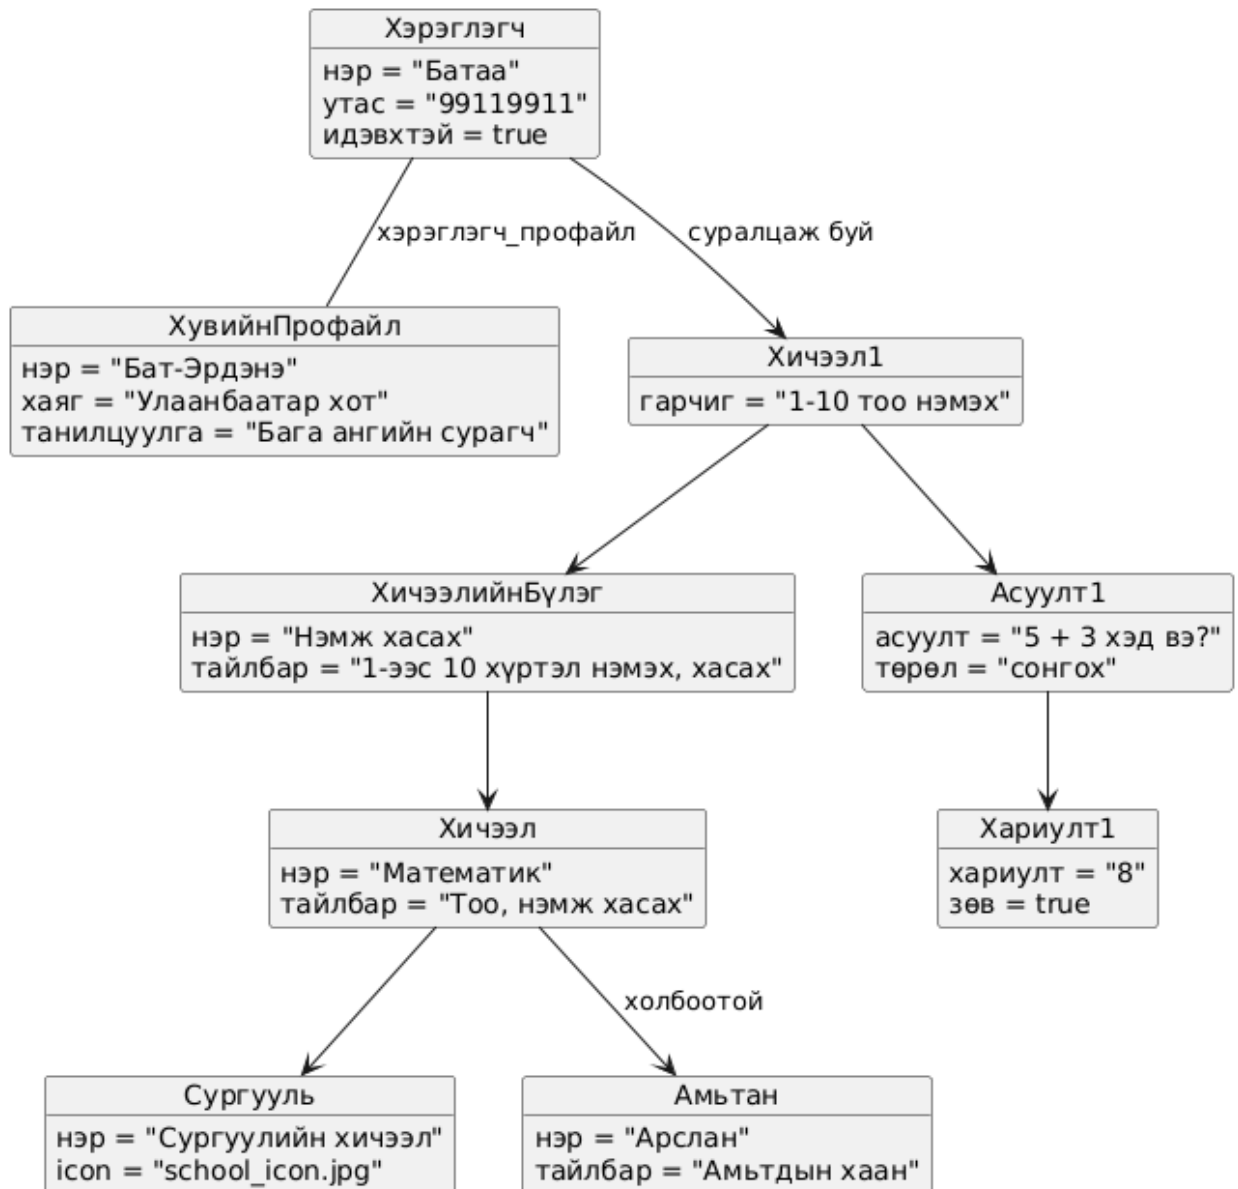 Хэрэглэгч
нэр = "Батаа"
утас = "99119911"
идэвхтэй = true
хэрэглэгч_профайл
суралцаж буй
ХувийнПрофайл
нэр = "Бат-Эрдэнэ"
хаяг = "Улаанбаатар хот"
танилцуулга = "Бага ангийн сурагч"
Хичээл1
гарчиг = "1-10 тоо нэмэх"
ХичээлийнБүлэг
нэр = "Нэмж хасах"
тайлбар = "1-ээс 10 хүртэл нэмэх, хасах"
Асуулт1
асуулт = "5 + 3 хэд вэ?"
төрөл = "сонгох"
Хичээл
нэр = "Математик"
тайлбар = "Тоо, нэмж хасах"
Хариулт1
хариулт = "8"
зөв = true
холбоотой
Сургууль
нэр = "Сургуулийн хичээл"
icon = "school_icon.jpg"
Амьтан
нэр = "Арслан"
тайлбар = "Амьтдын хаан"